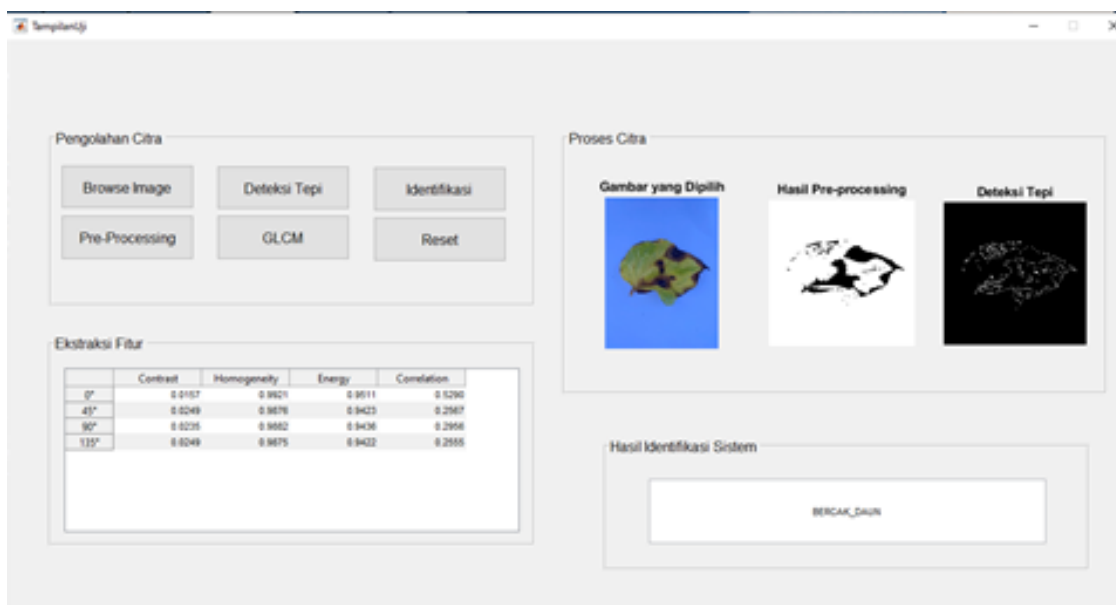 TampilanUji
Pengolahan Citra
Browse Image
Deteksi Tepi
Identifikasi
Pre-Processing
GLCM
Reset
Proses Citra
Gambar yang Dipilih
Hasil Pre-processing
Deteksi Tepi
Ekstraksi Fitur
Contrast Homogeneity Energy Correlation
0° 0.0157 0.9921 0.9511 0.5290
45° 0.0249 0.9876 0.9423 0.2567
90° 0.0235 0.9882 0.9436 0.2956
135° 0.0249 0.9875 0.9422 0.2555
Hasil Identifikasi Sistem
BERCAK_DAUN